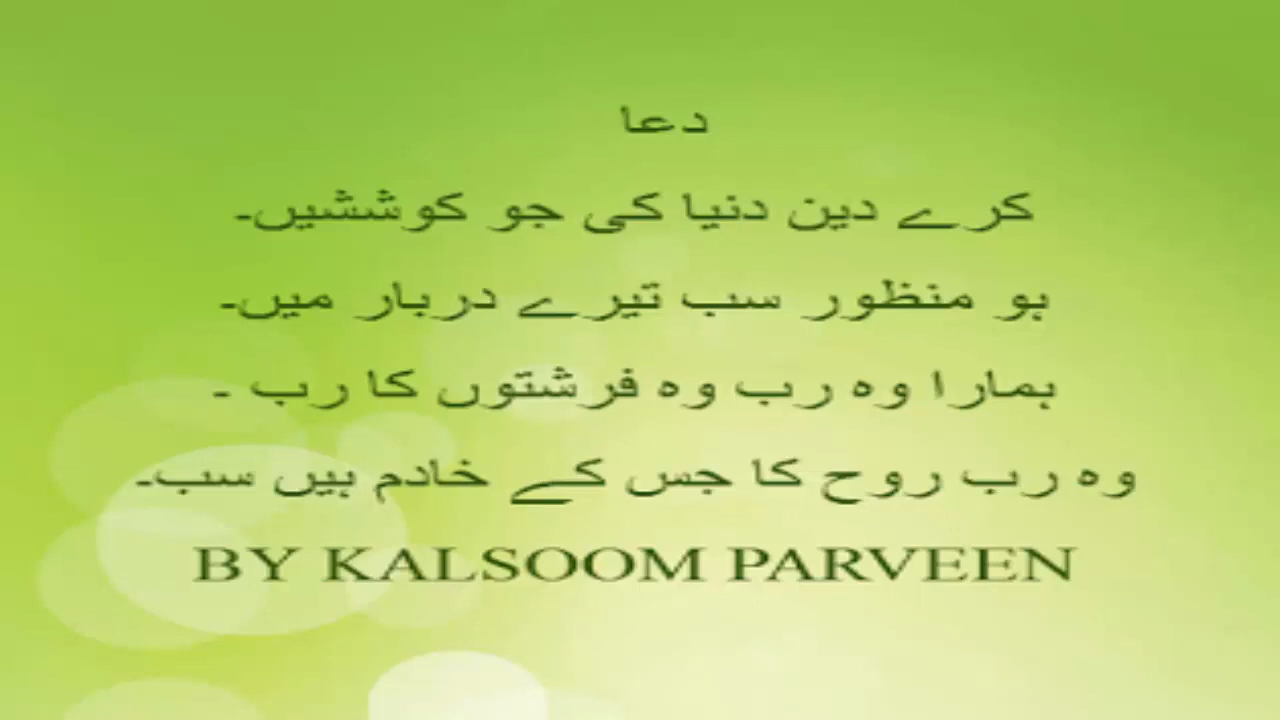 دعا
کرے دین دنیا کی جو کوششیں۔
ہو منظور سب تیرے دربار میں۔
ہمارا وہ رب وہ فرشتوں کا رب ۔
وہ رب روح کا جس کے خادم ہیں سب۔
BY KALSOOM PARVEEN